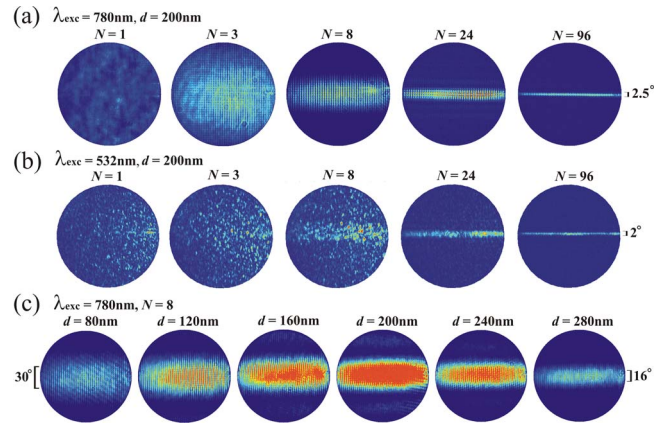 (a) λexc = 780nm, d = 200nm
N = 1 N = 3 N = 8 N = 24 N = 96
2.5°
(b) λexc = 532nm, d = 200nm
N = 1 N = 3 N = 8 N = 24 N = 96
2°
(c) λexc = 780nm, N = 8
d = 80nm d = 120nm d = 160nm d = 200nm d = 240nm d = 280nm
30° 16°